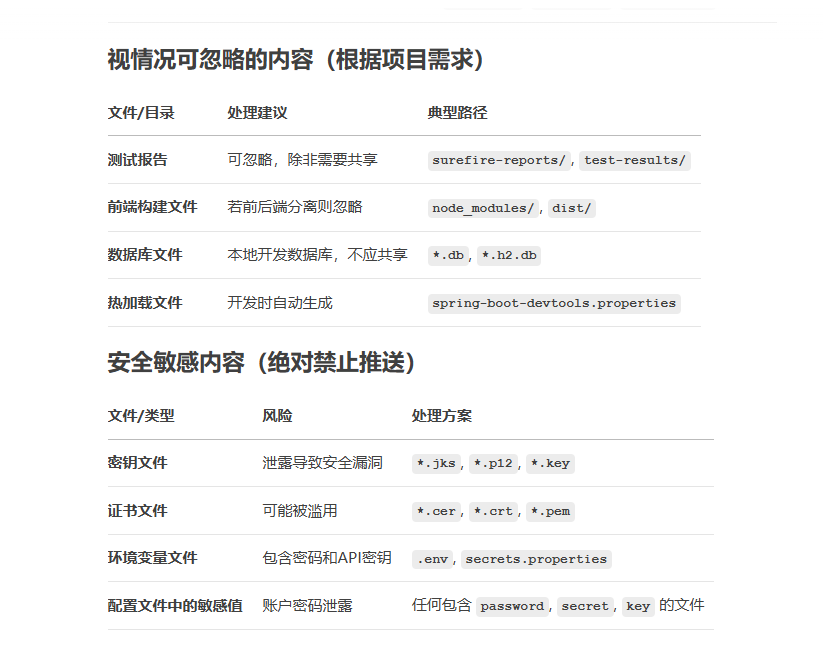 视情况可忽略的内容（根据项目需求）
文件/目录 处理建议 典型路径
测试报告 可忽略，除非需要共享 surefire-reports/, test-results/
前端构建文件 若前后端分离则忽略 node_modules/, dist/
数据库文件 本地开发数据库，不应共享 *.db, *.h2.db
热加载文件 开发时自动生成 spring-boot-devtools.properties
安全敏感内容（绝对禁止推送）
文件/类型 风险 处理方案
密钥文件 泄露导致安全漏洞 *.jks, *.p12, *.key
证书文件 可能被滥用 *.cer, *.crt, *.pem
环境变量文件 包含密码和API密钥 .env, secrets.properties
配置文件中的敏感值 账户密码泄露 任何包含 password, secret, key 的文件